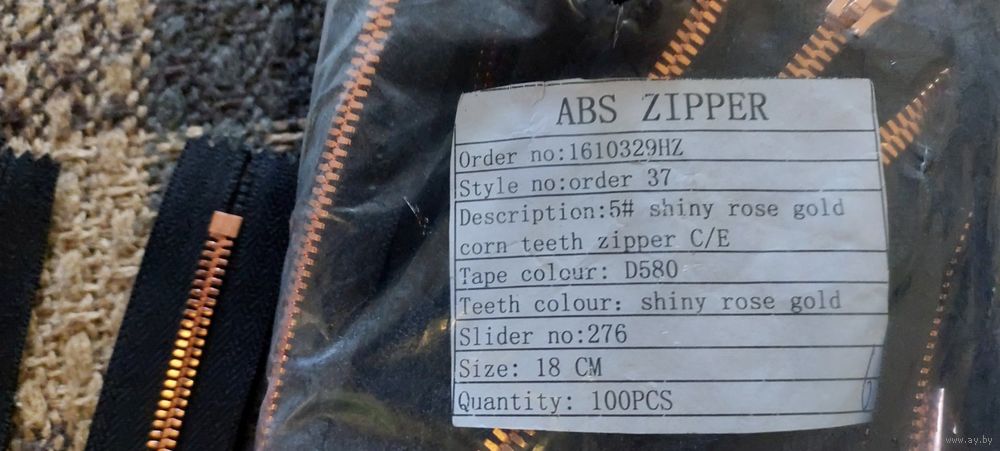 ABS ZIPPER
Order no:1610329HZ
Style no:order 37
Description:5# shiny rose gold
corn teeth zipper C/E
Tape colour: D580
Teeth colour: shiny rose gold
Slider no:276
Size: 18 CM
Quantity: 100PCS
www.ay.by